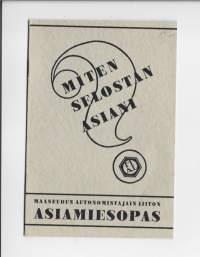 MITEN
SELOSTAN
ASIANI
MAASEUDUN AUTONOMISTAJAIN LIITON
ASIAMIESOPAS